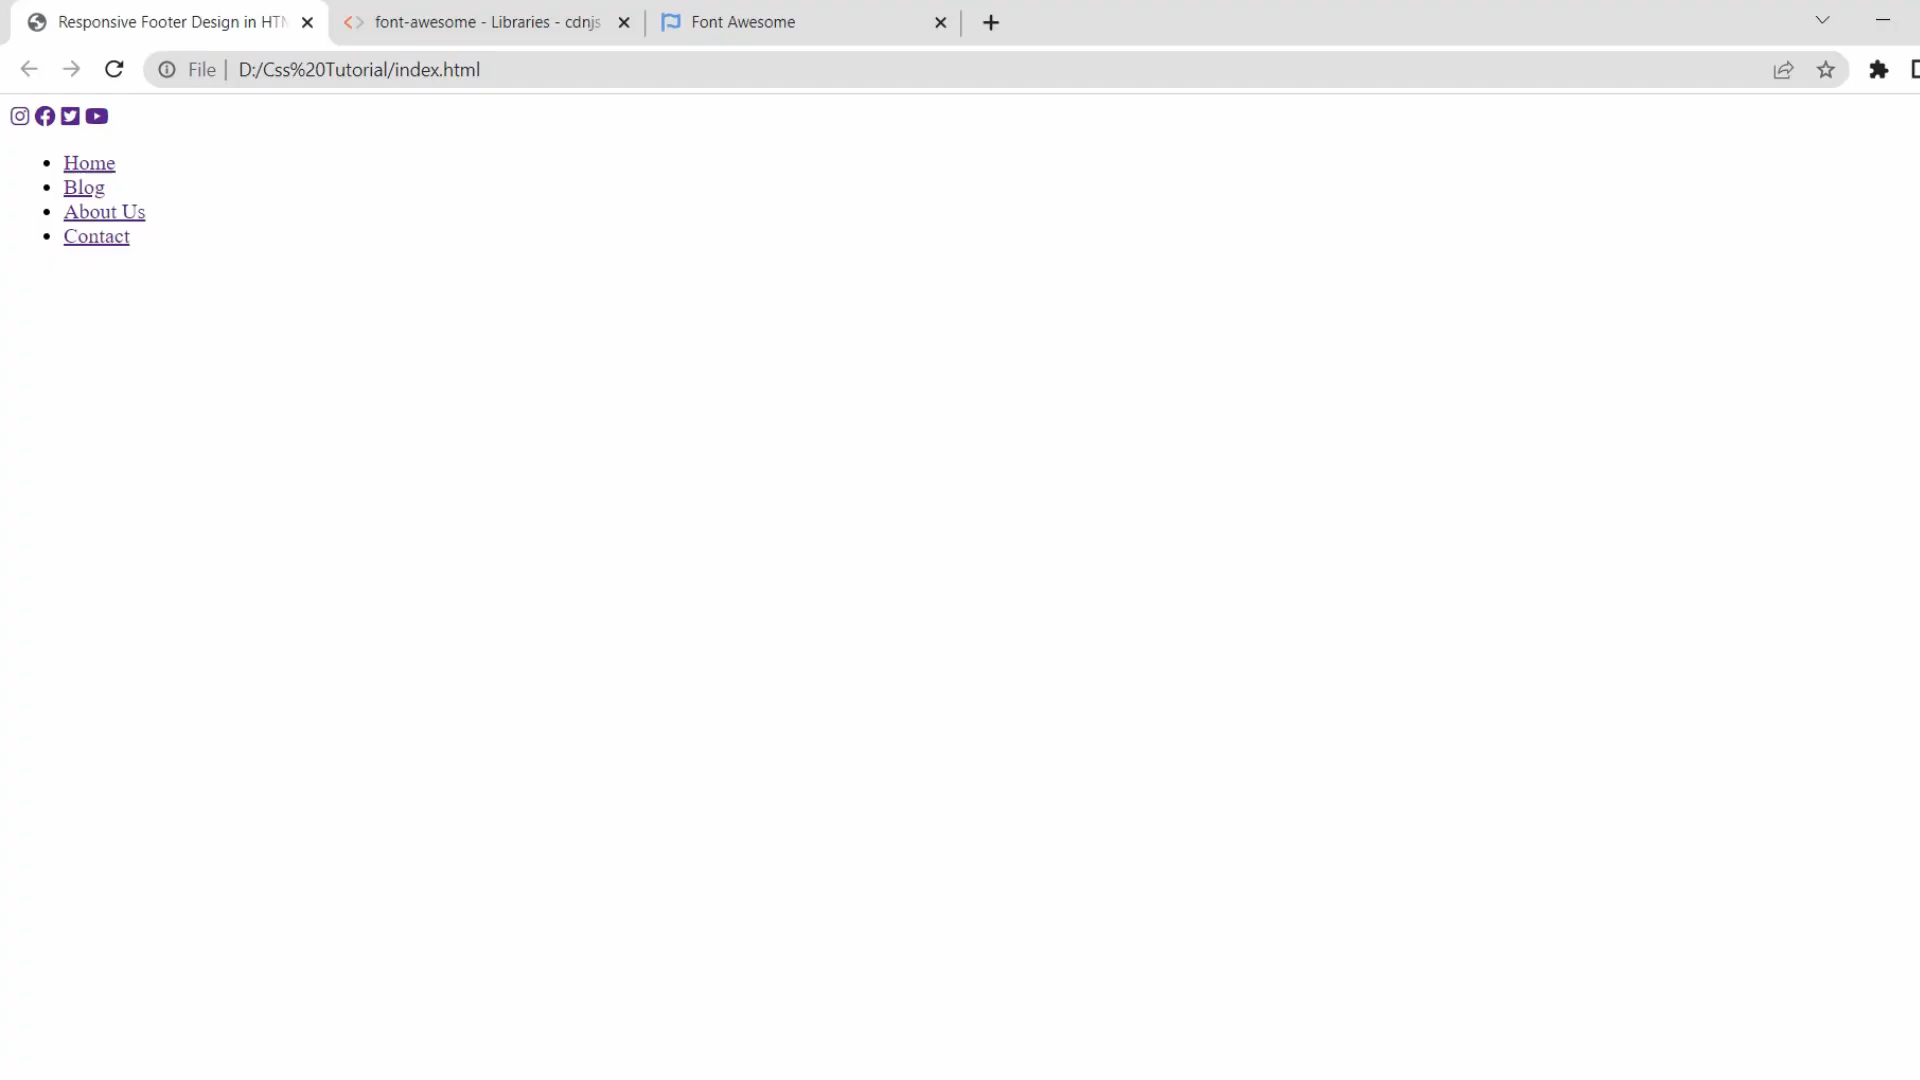 Responsive Footer Design in HTM
font-awesome - Libraries - cdnjs
Font Awesome
File | D:/Css%20Tutorial/index.html
Home
Blog
About Us
Contact